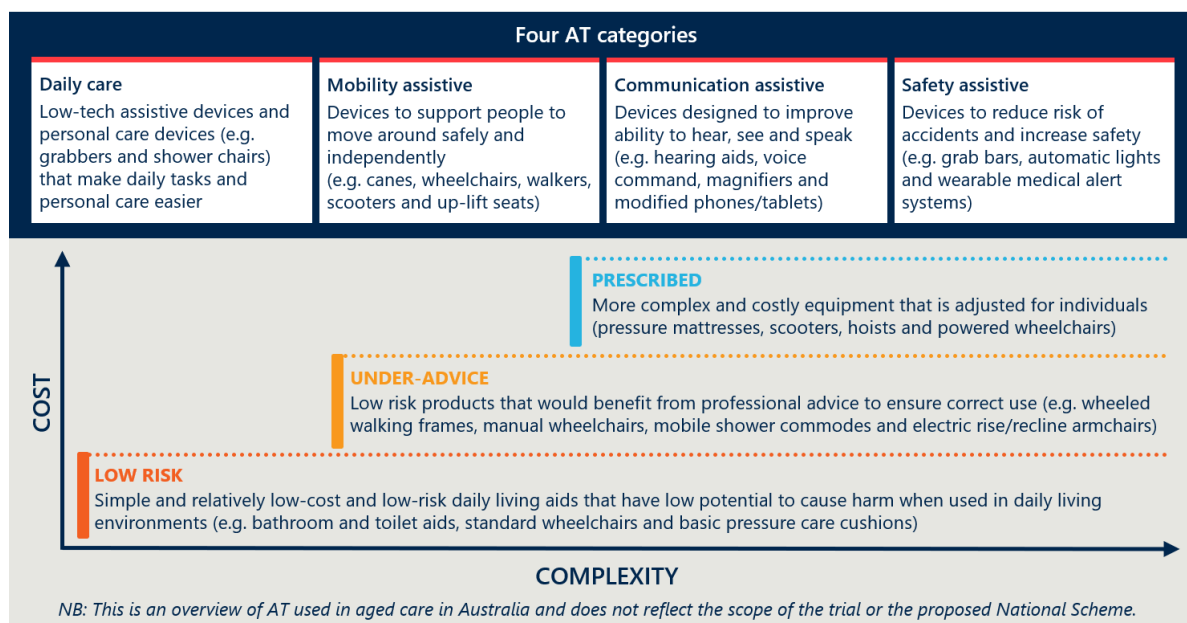 Four AT categories
Daily care
Low-tech assistive devices and
personal care devices (e.g.
grabbers and shower chairs)
that make daily tasks and
personal care easier
Mobility assistive
Devices to support people to
move around safely and
independently
(e.g. canes, wheelchairs, walkers,
scooters and up-lift seats)
Communication assistive
Devices designed to improve
ability to hear, see and speak
(e.g. hearing aids, voice
command, magnifiers and
modified phones/tablets)
Safety assistive
Devices to reduce risk of
accidents and increase safety
(e.g. grab bars, automatic lights
and wearable medical alert
systems)
PRESCRIBED
More complex and costly equipment that is adjusted for individuals
(pressure mattresses, scooters, hoists and powered wheelchairs)
UNDER-ADVICE
Low risk products that would benefit from professional advice to ensure correct use (e.g. wheeled
walking frames, manual wheelchairs, mobile shower commodes and electric rise/recline armchairs)
LOW RISK
Simple and relatively low-cost and low-risk daily living aids that have low potential to cause harm when used in daily living
environments (e.g. bathroom and toilet aids, standard wheelchairs and basic pressure care cushions)
COST
COMPLEXITY
NB: This is an overview of AT used in aged care in Australia and does not reflect the scope of the trial or the proposed National Scheme.